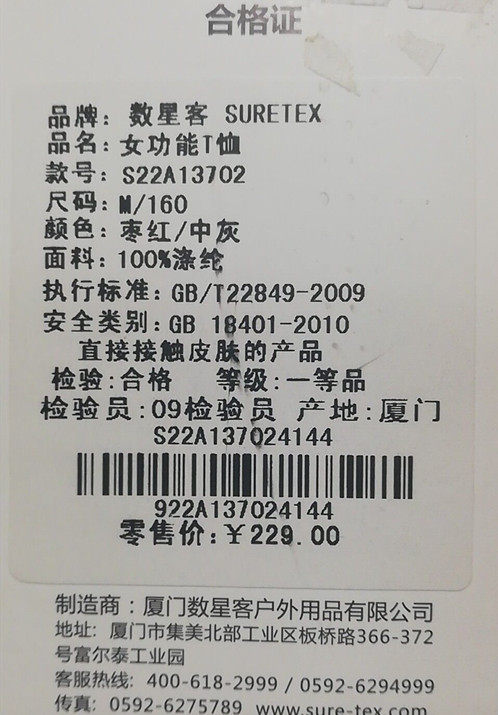 合格证
品牌: 数星客 SURETEX
品名: 女功能T恤
款号: S22A13702
尺码: M/160
颜色: 枣红/中灰
面料: 100%涤纶
执行标准: GB/T22849-2009
安全类别: GB 18401-2010
直接接触皮肤的产品
检验:合格 等级:一等品
检验员:09检验员 产地:厦门
S22A137024144
922A137024144
零售价:¥229.00
制造商：厦门数星客户外用品有限公司
地址: 厦门市集美北部工业区板桥路366-372
号富尔泰工业园
客服热线: 400-618-2999 / 0592-6294999
传真: 0592-6275789 www.sure-tex.com